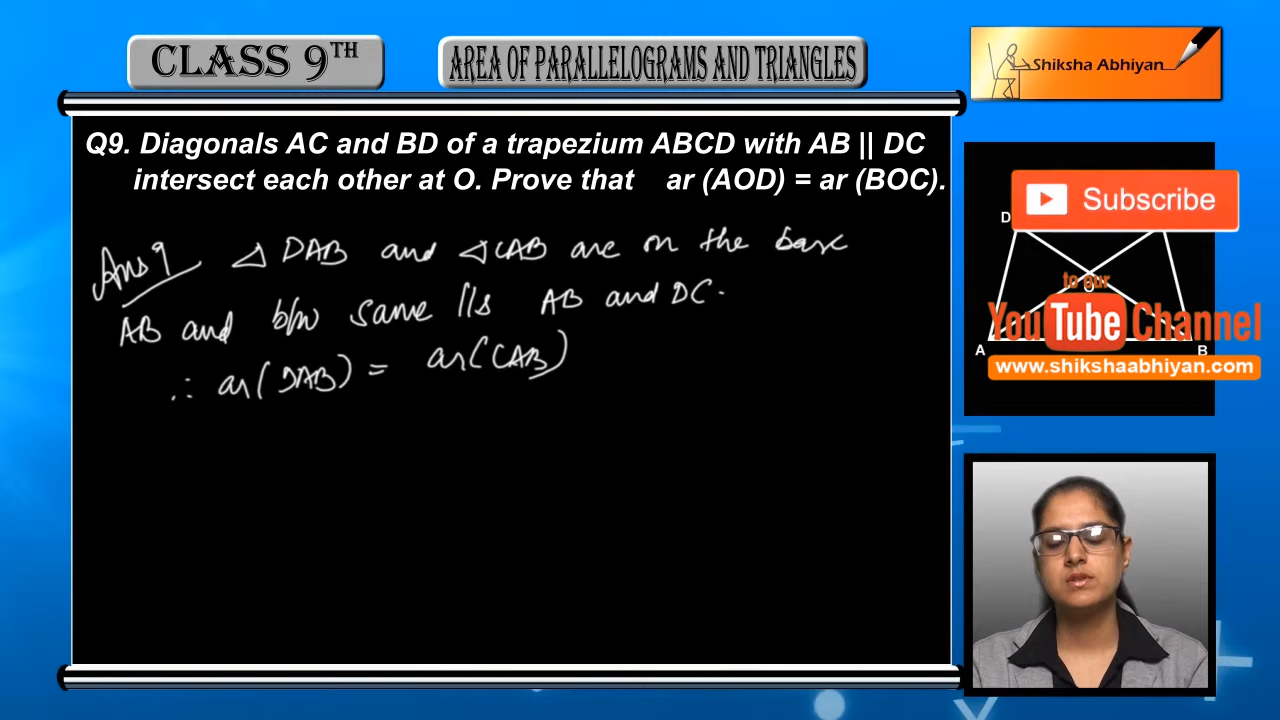 CLASS 9TH
AREA OF PARALLELOGRAMS AND TRIANGLES
Shiksha Abhiyan
Q9. Diagonals AC and BD of a trapezium ABCD with AB || DC
intersect each other at O. Prove that ar (AOD) = ar (BOC).
Ans 9 △ DAB and △ CAB are on the base
AB and b/w same ||s AB and DC.
∴ ar(DAB) = ar(CAB)
Subscribe
D
to our
O
YouTube Channel
A B
www.shikshaabhiyan.com